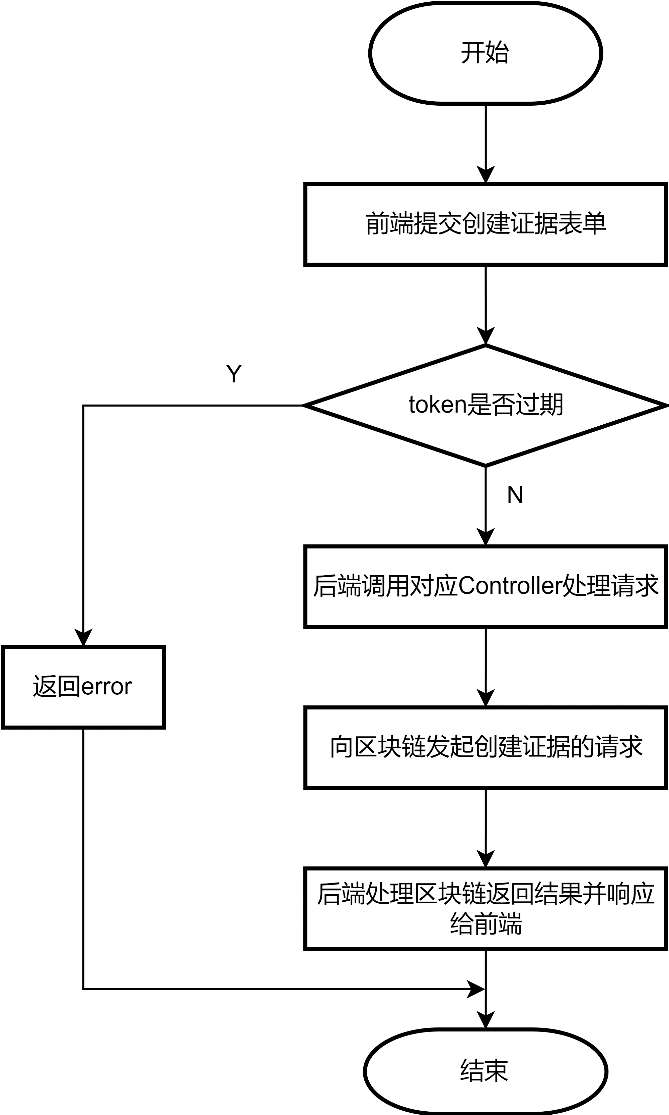 开始
前端提交创建证据表单
Y
token是否过期
N
后端调用对应Controller处理请求
返回error
向区块链发起创建证据的请求
后端处理区块链返回结果并响应
给前端
结束